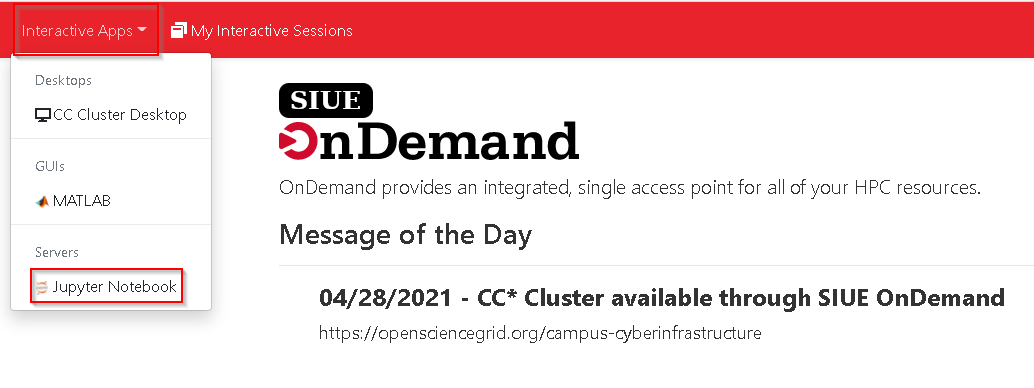 Interactive Apps My Interactive Sessions
Desktops
CC Cluster Desktop
GUIs
MATLAB
Servers
Jupyter Notebook
SIUE
OnDemand
OnDemand provides an integrated, single access point for all of your HPC resources.
Message of the Day
04/28/2021 - CC* Cluster available through SIUE OnDemand
https://opensciencegrid.org/campus-cyberinfrastructure